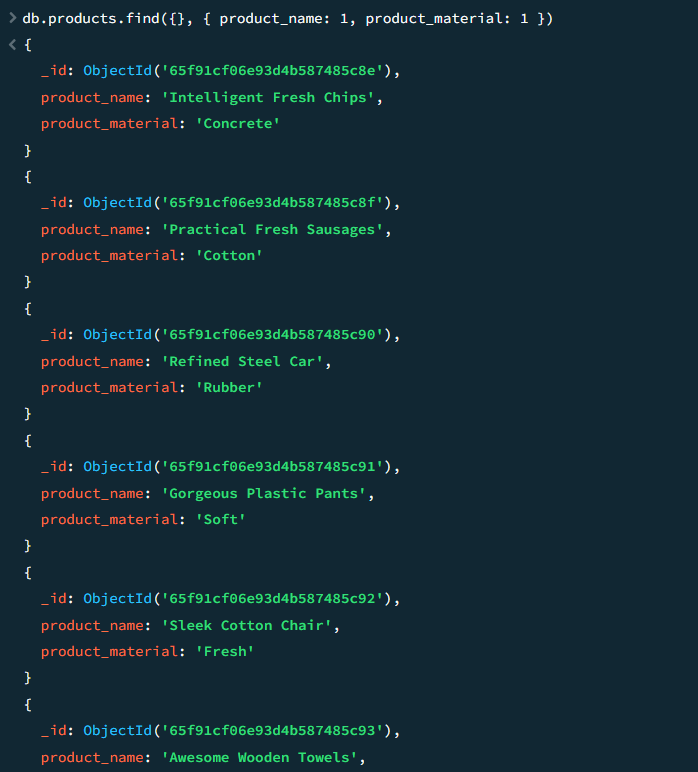 db.products.find({}, { product_name: 1, product_material: 1 })
{
_id: ObjectId('65f91cf06e93d4b587485c8e'),
product_name: 'Intelligent Fresh Chips',
product_material: 'Concrete'
}
{
_id: ObjectId('65f91cf06e93d4b587485c8f'),
product_name: 'Practical Fresh Sausages',
product_material: 'Cotton'
}
{
_id: ObjectId('65f91cf06e93d4b587485c90'),
product_name: 'Refined Steel Car',
product_material: 'Rubber'
}
{
_id: ObjectId('65f91cf06e93d4b587485c91'),
product_name: 'Gorgeous Plastic Pants',
product_material: 'Soft'
}
{
_id: ObjectId('65f91cf06e93d4b587485c92'),
product_name: 'Sleek Cotton Chair',
product_material: 'Fresh'
}
{
_id: ObjectId('65f91cf06e93d4b587485c93'),
product_name: 'Awesome Wooden Towels',